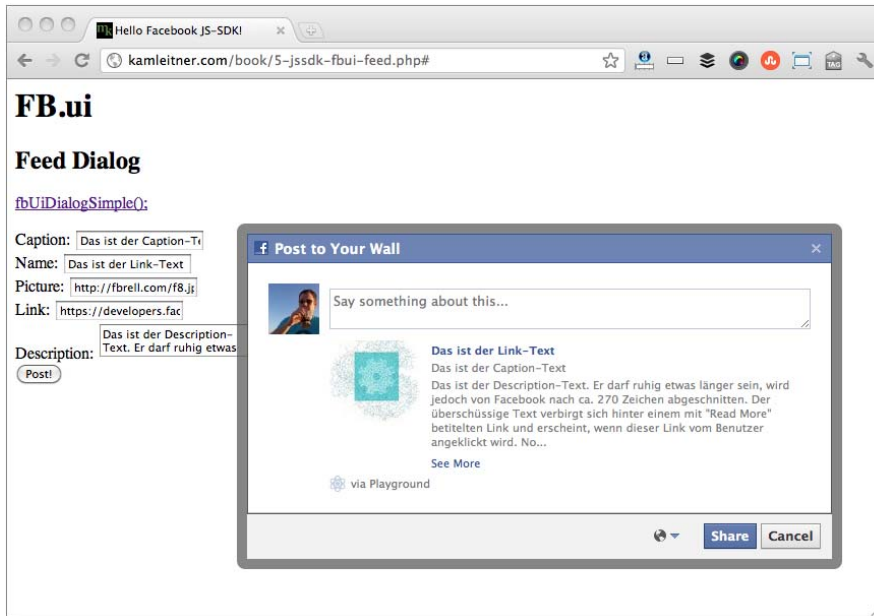 Hello Facebook JS-SDK!
kamleitner.com/book/5-jssdk-fbui-feed.php#
FB.ui
Feed Dialog
fbUiDialogSimple();
Caption: Das ist der Caption-Te
Name: Das ist der Link-Text
Picture: http://fbrell.com/f8.jp
Link: https://developers.fac
Description: Das ist der Description-
Text. Er darf ruhig etwas
Post!
Post to Your Wall
Say something about this...
Das ist der Link-Text
Das ist der Caption-Text
Das ist der Description-Text. Er darf ruhig etwas länger sein, wird
jedoch von Facebook nach ca. 270 Zeichen abgeschnitten. Der
überschüssige Text verbirgt sich hinter einem mit "Read More"
betitelten Link und erscheint, wenn dieser Link vom Benutzer
angeklickt wird. No...
See More
via Playground
Share
Cancel